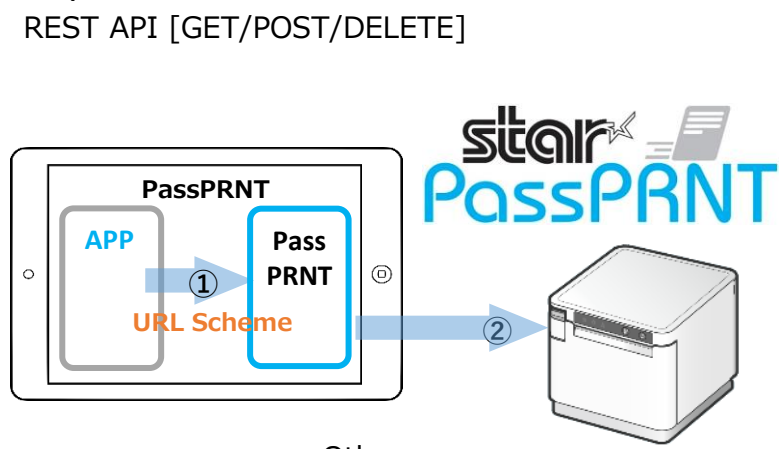 REST API [GET/POST/DELETE]
star
PassPRNT
PassPRNT
APP
Pass
PRNT
①
URL Scheme
②